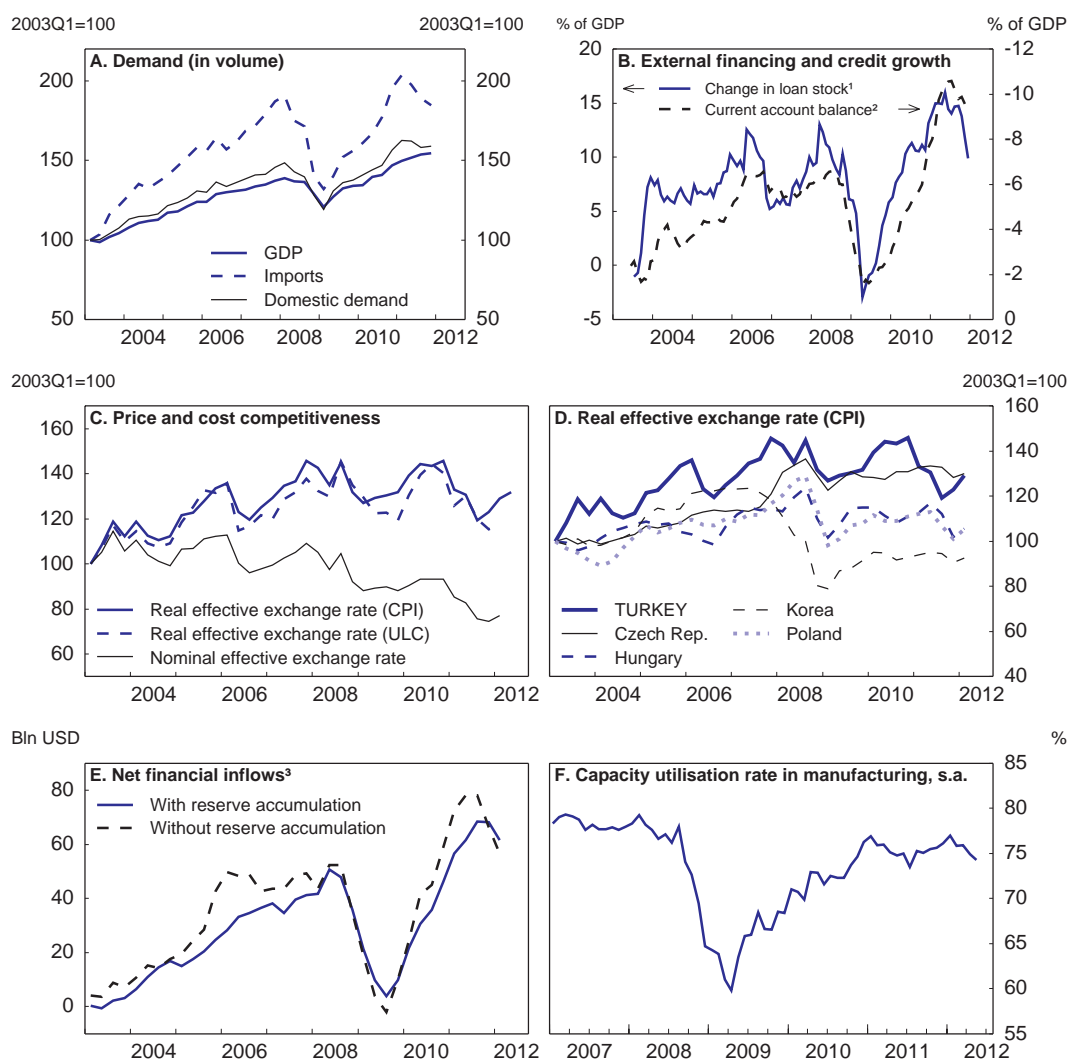 2003Q1=100
2003Q1=100
A. Demand (in volume)
200
150
100
50
200
150
100
50
GDP
Imports
Domestic demand
2004
2006
2008
2010
2012
% of GDP
% of GDP
B. External financing and credit growth
20
15
10
5
0
-5
-12
-10
-8
-6
-4
-2
0
Change in loan stock¹
Current account balance²
2004
2006
2008
2010
2012
2003Q1=100
C. Price and cost competitiveness
160
140
120
100
80
60
Real effective exchange rate (CPI)
Real effective exchange rate (ULC)
Nominal effective exchange rate
2004
2006
2008
2010
2012
2003Q1=100
D. Real effective exchange rate (CPI)
160
140
120
100
80
60
40
TURKEY
Czech Rep.
Hungary
Korea
Poland
2004
2006
2008
2010
2012
Bln USD
E. Net financial inflows³
80
60
40
20
0
With reserve accumulation
Without reserve accumulation
2004
2006
2008
2010
2012
%
F. Capacity utilisation rate in manufacturing, s.a.
85
80
75
70
65
60
55
2007
2008
2009
2010
2011
2012